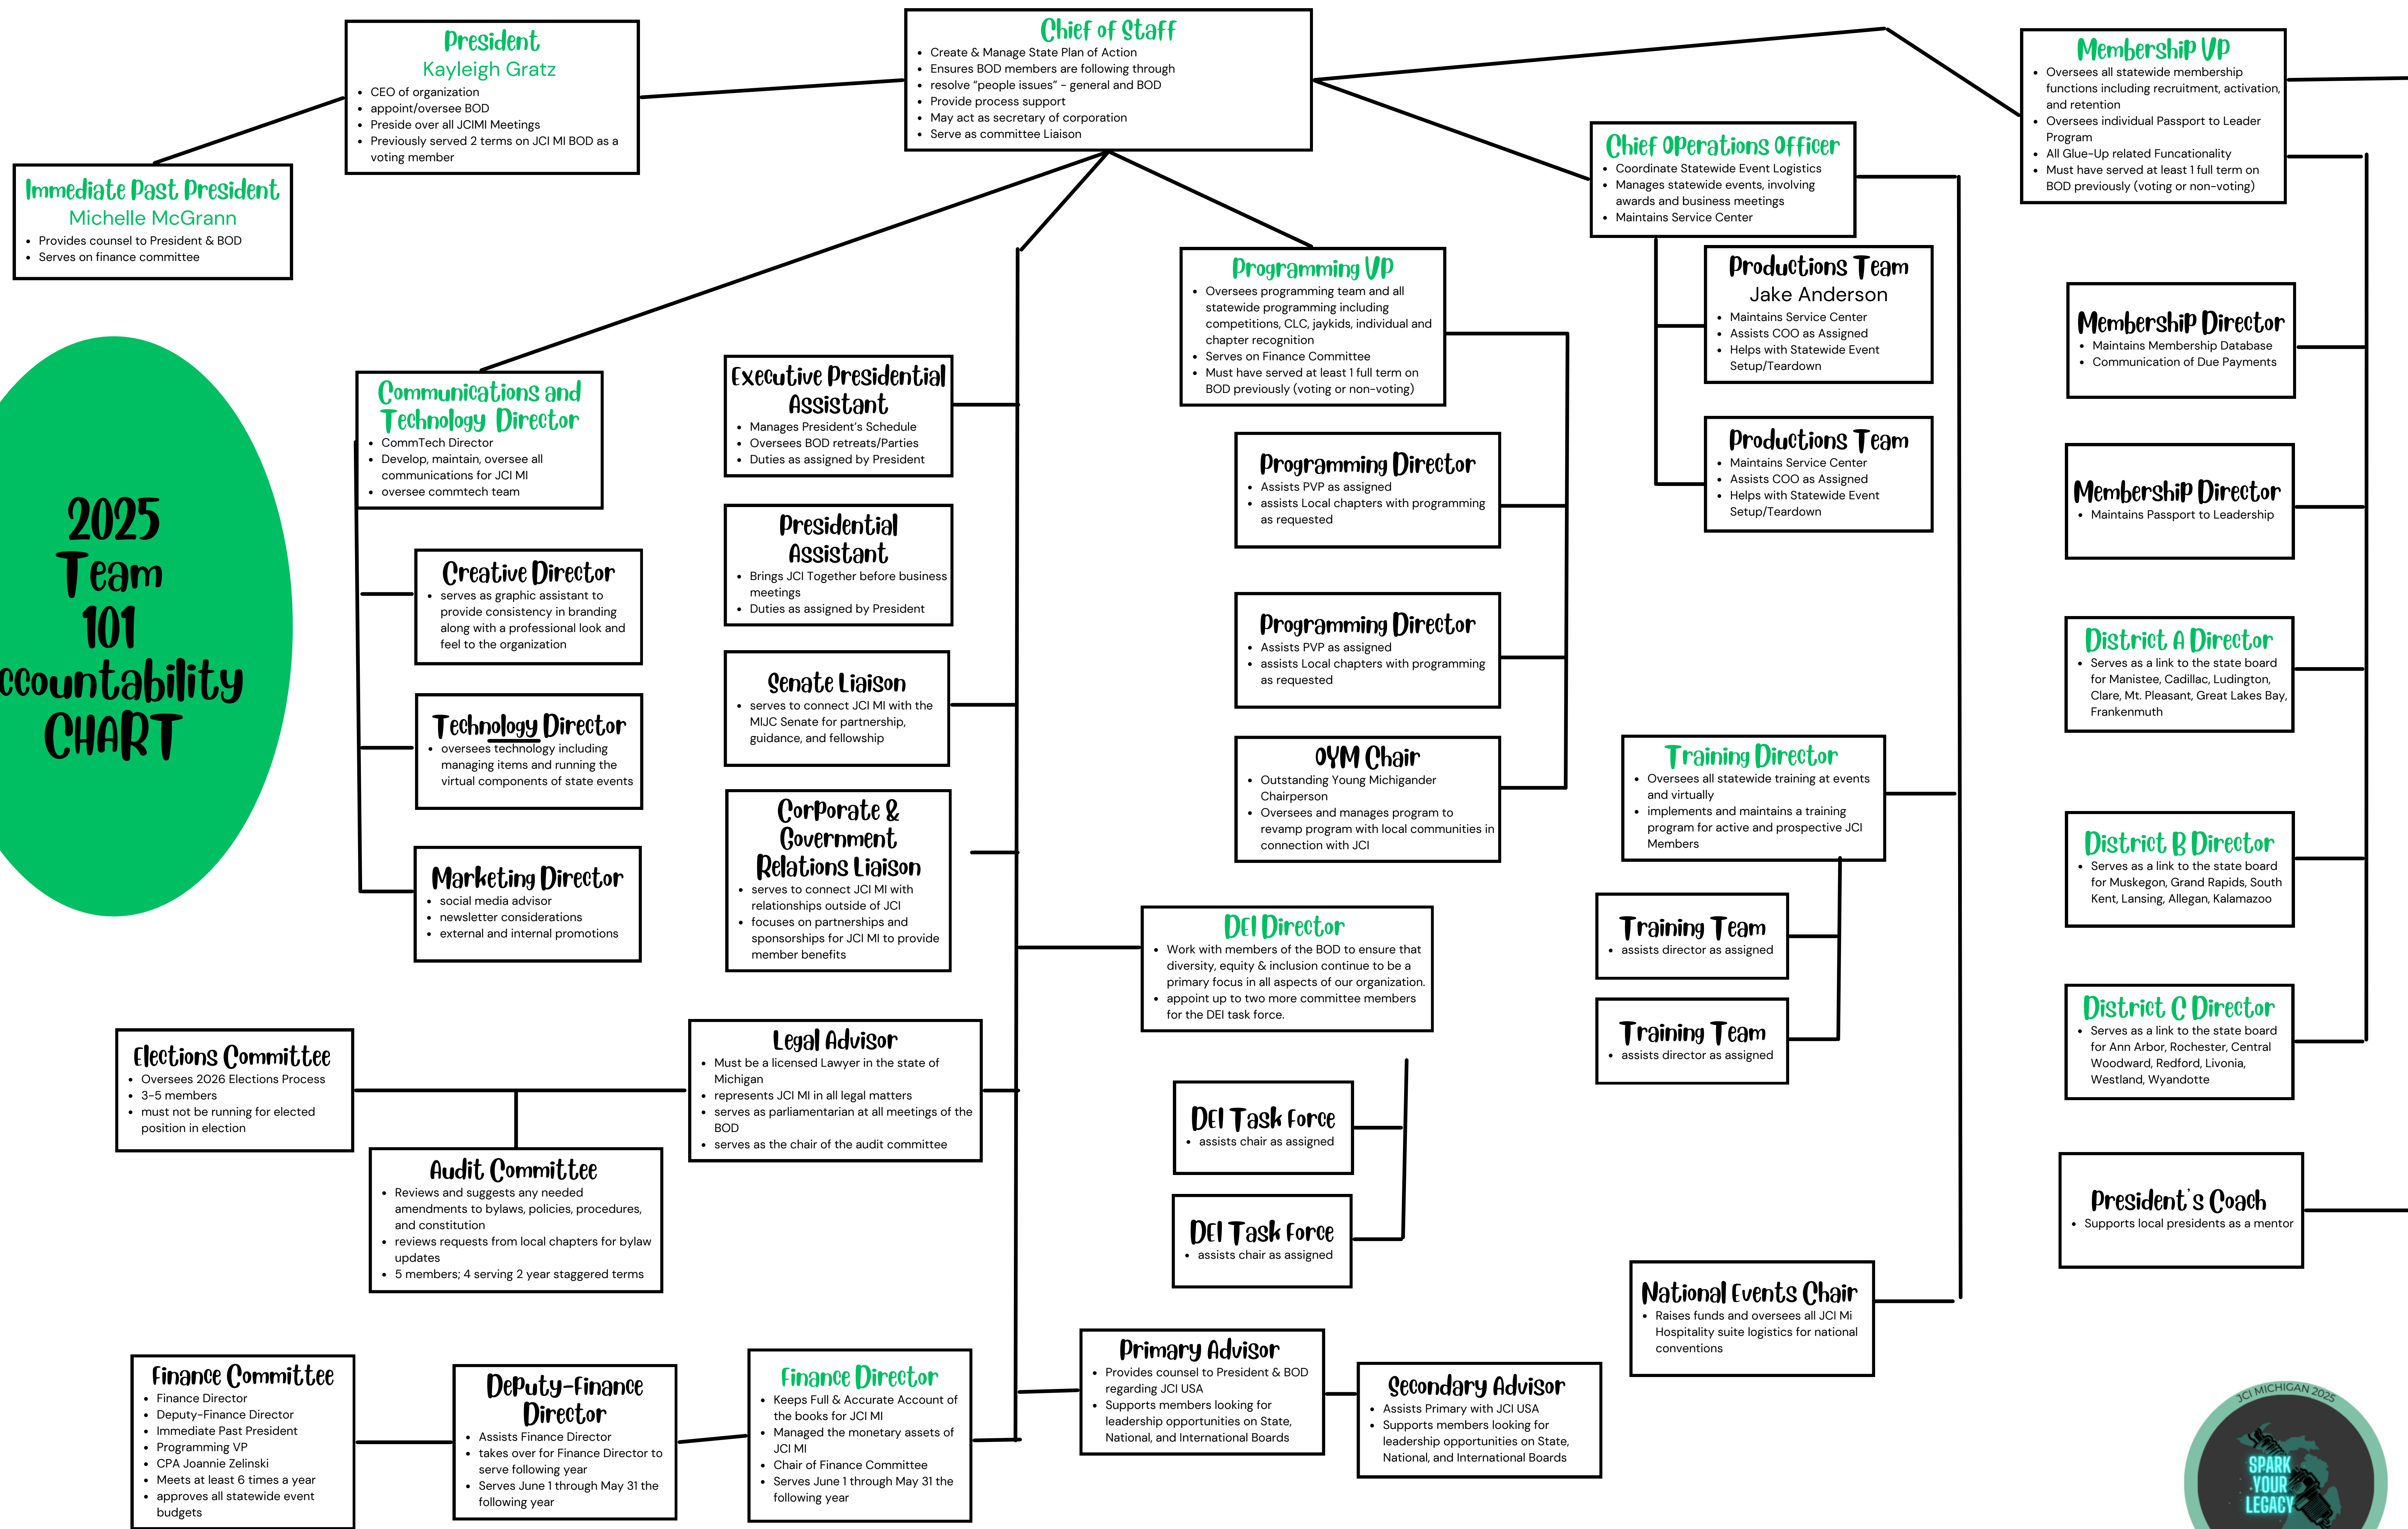 President
Kayleigh Gratz
• CEO of organization
• appoint/oversee BOD
• Preside over all JCIMI Meetings
• Previously served 2 terms on JCI MI BOD as a
voting member
Chief of Staff
• Create & Manage State Plan of Action
• Ensures BOD members are following through
• resolve “people issues” - general and BOD
• Provide process support
• May act as secretary of corporation
• Serve as committee Liaison
Membership VP
• Oversees all statewide membership
functions including recruitment, activation,
and retention
• Oversees individual Passport to Leader
Program
• All Glue-Up related Funcationality
• Must have served at least 1 full term on
BOD previously (voting or non-voting)
Chief Operations Officer
• Coordinate Statewide Event Logistics
• Manages statewide events, involving
awards and business meetings
• Maintains Service Center
Immediate Past President
Michelle McGrann
• Provides counsel to President & BOD
• Serves on finance committee
Programming VP
• Oversees programming team and all
statewide programming including
competitions, CLC, jaykids, individual and
chapter recognition
• Serves on Finance Committee
• Must have served at least 1 full term on
BOD previously (voting or non-voting)
Productions Team
Jake Anderson
• Maintains Service Center
• Assists COO as Assigned
• Helps with Statewide Event
Setup/Teardown
Productions Team
• Maintains Service Center
• Assists COO as Assigned
• Helps with Statewide Event
Setup/Teardown
Membership Director
• Maintains Membership Database
• Communication of Due Payments
Membership Director
• Maintains Passport to Leadership
2025
Team
101
ccountability
CHART
Communications and
Technology Director
• CommTech Director
• Develop, maintain, oversee all
communications for JCI MI
• oversee commtech team
Creative Director
• serves as graphic assistant to
provide consistency in branding
along with a professional look and
feel to the organization
Technology Director
• oversees technology including
managing items and running the
virtual components of state events
Marketing Director
• social media advisor
• newsletter considerations
• external and internal promotions
Executive Presidential
Assistant
• Manages President’s Schedule
• Oversees BOD retreats/Parties
• Duties as assigned by President
Presidential
Assistant
• Brings JCI Together before business
meetings
• Duties as assigned by President
Senate Liaison
• serves to connect JCI MI with the
MIJC Senate for partnership,
guidance, and fellowship
Corporate &
Government
Relations Liaison
• serves to connect JCI MI with
relationships outside of JCI
• focuses on partnerships and
sponsorships for JCI MI to provide
member benefits
Programming Director
• Assists PVP as assigned
• assists Local chapters with programming
as requested
Programming Director
• Assists PVP as assigned
• assists Local chapters with programming
as requested
OYM Chair
• Outstanding Young Michigander
Chairperson
• Oversees and manages program to
revamp program with local communities in
connection with JCI
Training Director
• Oversees all statewide training at events
and virtually
• implements and maintains a training
program for active and prospective JCI
Members
Training Team
• assists director as assigned
Training Team
• assists director as assigned
District A Director
• Serves as a link to the state board
for Manistee, Cadillac, Ludington,
Clare, Mt. Pleasant, Great Lakes Bay,
Frankenmuth
District B Director
• Serves as a link to the state board
for Muskegon, Grand Rapids, South
Kent, Lansing, Allegan, Kalamazoo
District C Director
• Serves as a link to the state board
for Ann Arbor, Rochester, Central
Woodward, Redford, Livonia,
Westland, Wyandotte
DEI Director
• Work with members of the BOD to ensure that
diversity, equity & inclusion continue to be a
primary focus in all aspects of our organization.
• appoint up to two more committee members
for the DEI task force.
DEI Task Force
• assists chair as assigned
DEI Task Force
• assists chair as assigned
Elections Committee
• Oversees 2026 Elections Process
• 3-5 members
• must not be running for elected
position in election
Legal Advisor
• Must be a licensed Lawyer in the state of
Michigan
• represents JCI MI in all legal matters
• serves as parliamentarian at all meetings of the
BOD
• serves as the chair of the audit committee
Audit Committee
• Reviews and suggests any needed
amendments to bylaws, policies, procedures,
and constitution
• reviews requests from local chapters for bylaw
updates
• 5 members; 4 serving 2 year staggered terms
President's Coach
• Supports local presidents as a mentor
National Events Chair
• Raises funds and oversees all JCI Mi
Hospitality suite logistics for national
conventions
Finance Committee
• Finance Director
• Deputy-Finance Director
• Immediate Past President
• Programming VP
• CPA Joannie Zelinski
• Meets at least 6 times a year
• approves all statewide event
budgets
Deputy-Finance
Director
• Assists Finance Director
• takes over for Finance Director to
serve following year
• Serves June 1 through May 31 the
following year
Finance Director
• Keeps Full & Accurate Account of
the books for JCI MI
• Managed the monetary assets of
JCI MI
• Chair of Finance Committee
• Serves June 1 through May 31 the
following year
Primary Advisor
• Provides counsel to President & BOD
regarding JCI USA
• Supports members looking for
leadership opportunities on State,
National, and International Boards
Secondary Advisor
• Assists Primary with JCI USA
• Supports members looking for
leadership opportunities on State,
National, and International Boards
JCI MICHIGAN 2025
SPARK
YOUR
LEGACY